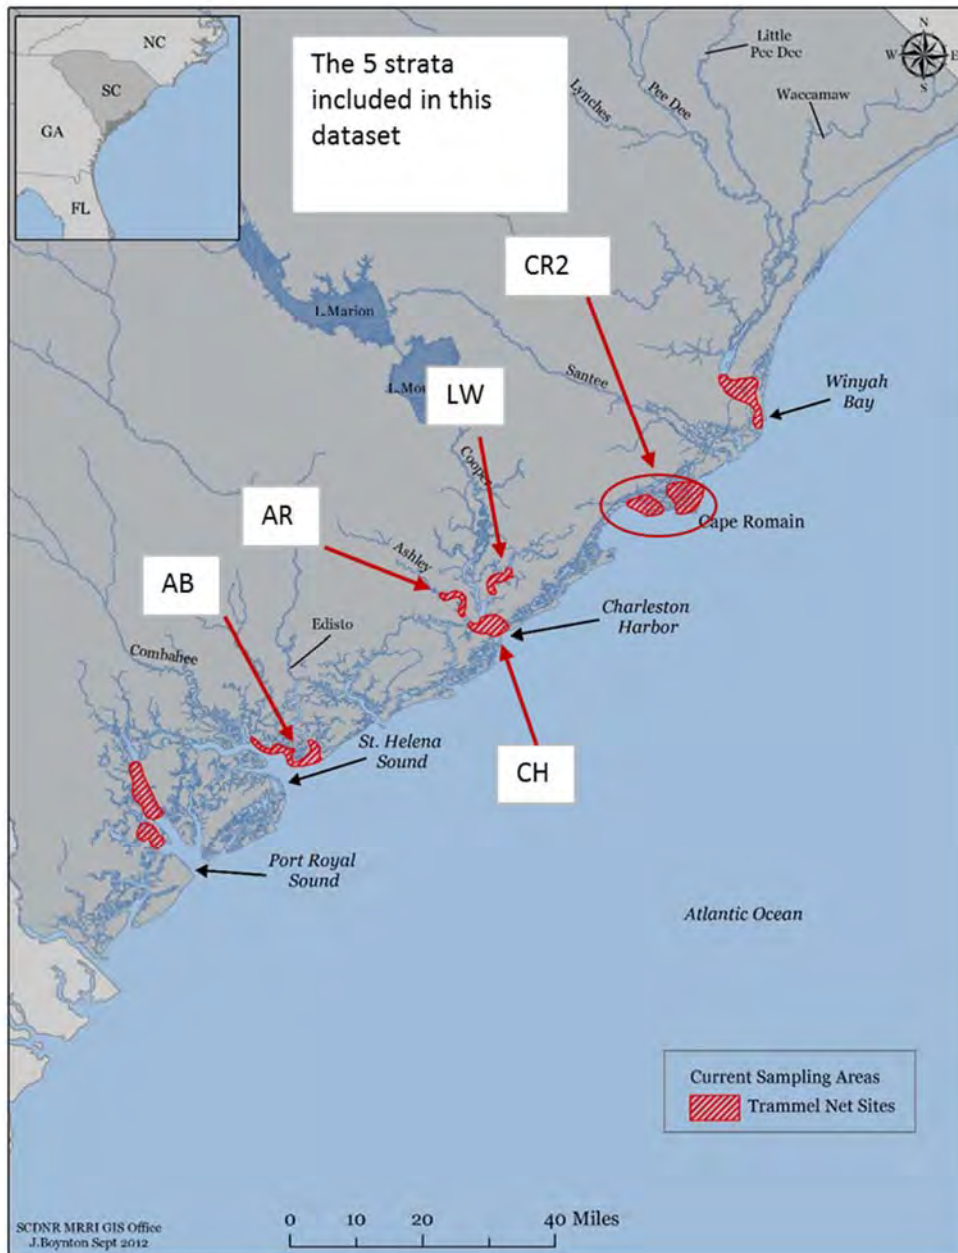 NC
SC
GA
FL
The 5 strata
included in this
dataset
Little
Pee Dee
Pee Dee
Lynches
Waccamaw
N
W
E
S
CR2
L.Marion
LW
Santee
Winyah
Bay
Cooper
AR
Cape Romain
Ashley
AB
Charleston
Harbor
Edisto
Combahee
St. Helena
Sound
CH
Port Royal
Sound
Atlantic Ocean
Current Sampling Areas
Trammel Net Sites
SCDNR MRRI GIS Office
J.Boynton Sept 2012
0 10 20 40 Miles